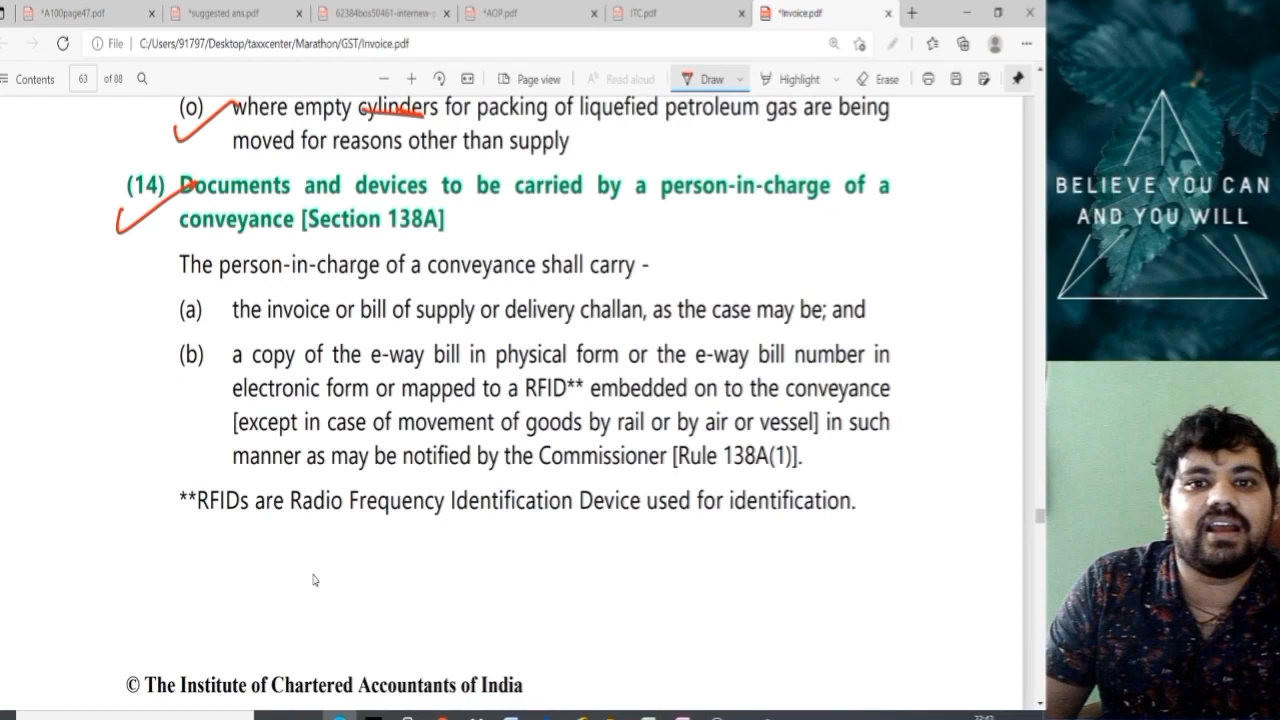 *A100page47.pdf
*suggested ans.pdf
62384bos50461-internew-p
*AOP.pdf
ITC.pdf
*Invoice.pdf
File
C:/Users/91797/Desktop/taxxcenter/Marathon/GST/Invoice.pdf
Contents
63 of 88
Page view
Read aloud
Draw
Highlight
Erase
(o) where empty cylinders for packing of liquefied petroleum gas are being
moved for reasons other than supply
(14) Documents and devices to be carried by a person-in-charge of a
conveyance [Section 138A]
The person-in-charge of a conveyance shall carry -
(a) the invoice or bill of supply or delivery challan, as the case may be; and
(b) a copy of the e-way bill in physical form or the e-way bill number in
electronic form or mapped to a RFID** embedded on to the conveyance
[except in case of movement of goods by rail or by air or vessel] in such
manner as may be notified by the Commissioner [Rule 138A(1)].
**RFIDs are Radio Frequency Identification Device used for identification.
© The Institute of Chartered Accountants of India
BELIEVE YOU CAN
AND YOU WILL